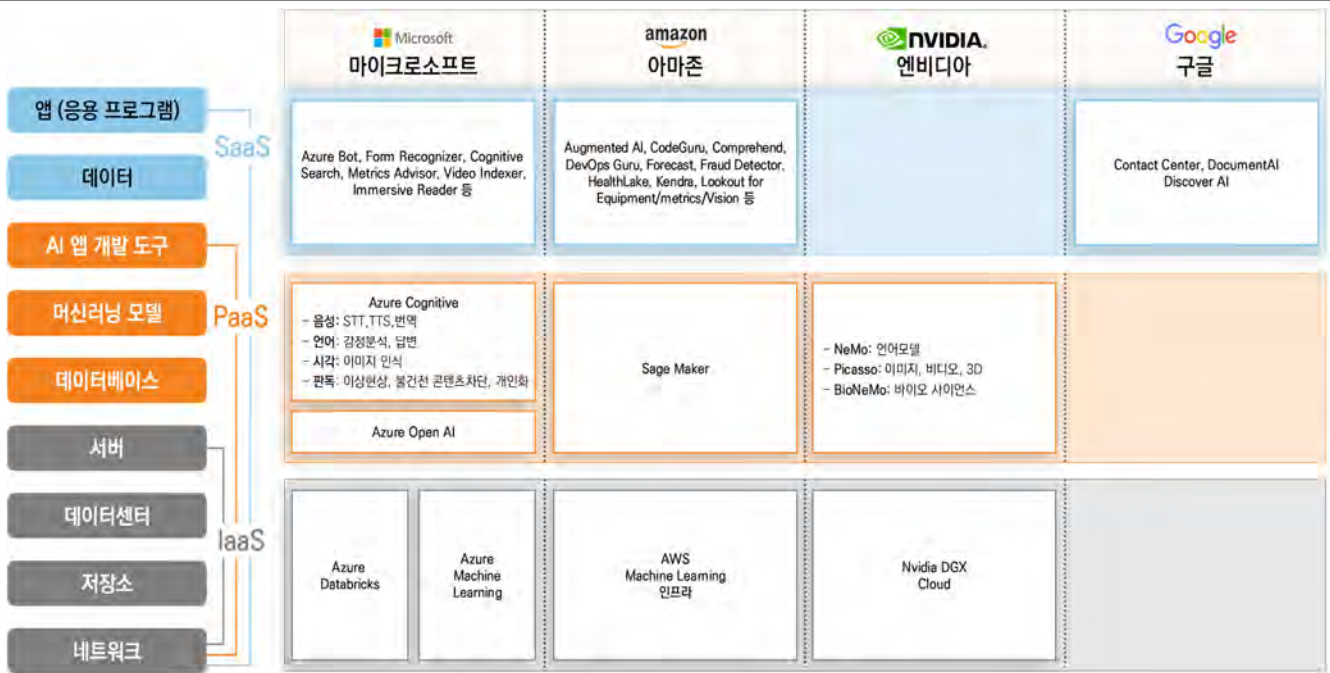 Microsoft
마이크로소프트
amazon
아마존
NVIDIA.
엔비디아
Google
구글
앱 (응용 프로그램)
데이터
AI 앱 개발 도구
머신러닝 모델
데이터베이스
서버
데이터센터
저장소
네트워크
SaaS
PaaS
IaaS
Azure Bot, Form Recognizer, Cognitive
Search, Metrics Advisor, Video Indexer,
Immersive Reader 등
Augmented AI, CodeGuru, Comprehend,
DevOps Guru, Forecast, Fraud Detector,
HealthLake, Kendra, Lookout for
Equipment/metrics/Vision 등
Contact Center, DocumentAI
Discover AI
Azure Cognitive
- 음성: STT,TTS,번역
- 언어: 감정분석, 답변
- 시각: 이미지 인식
- 판독: 이상현상, 불건전 콘텐츠차단, 개인화
Azure Open AI
Sage Maker
- NeMo: 언어모델
- Picasso: 이미지, 비디오, 3D
- BioNeMo: 바이오 사이언스
Azure
Databricks
Azure
Machine
Learning
AWS
Machine Learning
인프라
Nvidia DGX
Cloud